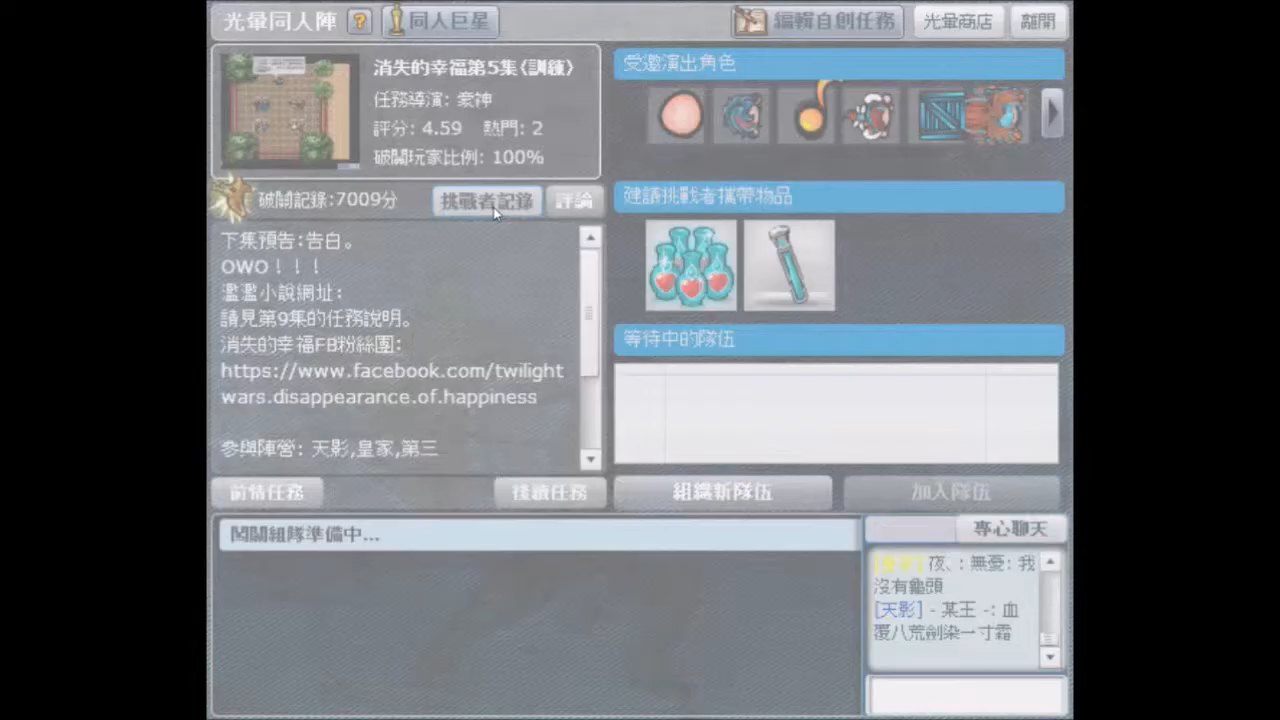 光暈同人陣 ? 同人巨星 編輯自創任務 光暈商店 離開
消失的幸福第5集〈訓練〉
任務導演: 豪神
評分: 4.59 熱門: 2
破關玩家比例: 100%
破關記錄:7009分 挑戰者記錄 評論
下集預告:告白。
OWO！！！
濫濫小說網址:
請見第9集的任務說明。
消失的幸福FB粉絲團:
https://www.facebook.com/twilight
wars.disappearance.of.happiness
參與陣營: 天影,皇家,第三
前情任務 後續任務
受邀演出角色
建議挑戰者攜帶物品
等待中的隊伍
組織新隊伍 加入隊伍
闖關組隊準備中...
專心聊天
夜、: 無憂: 我
沒有龜頭
[天影] - 某王 -: 血
覆八荒劍染一寸霜